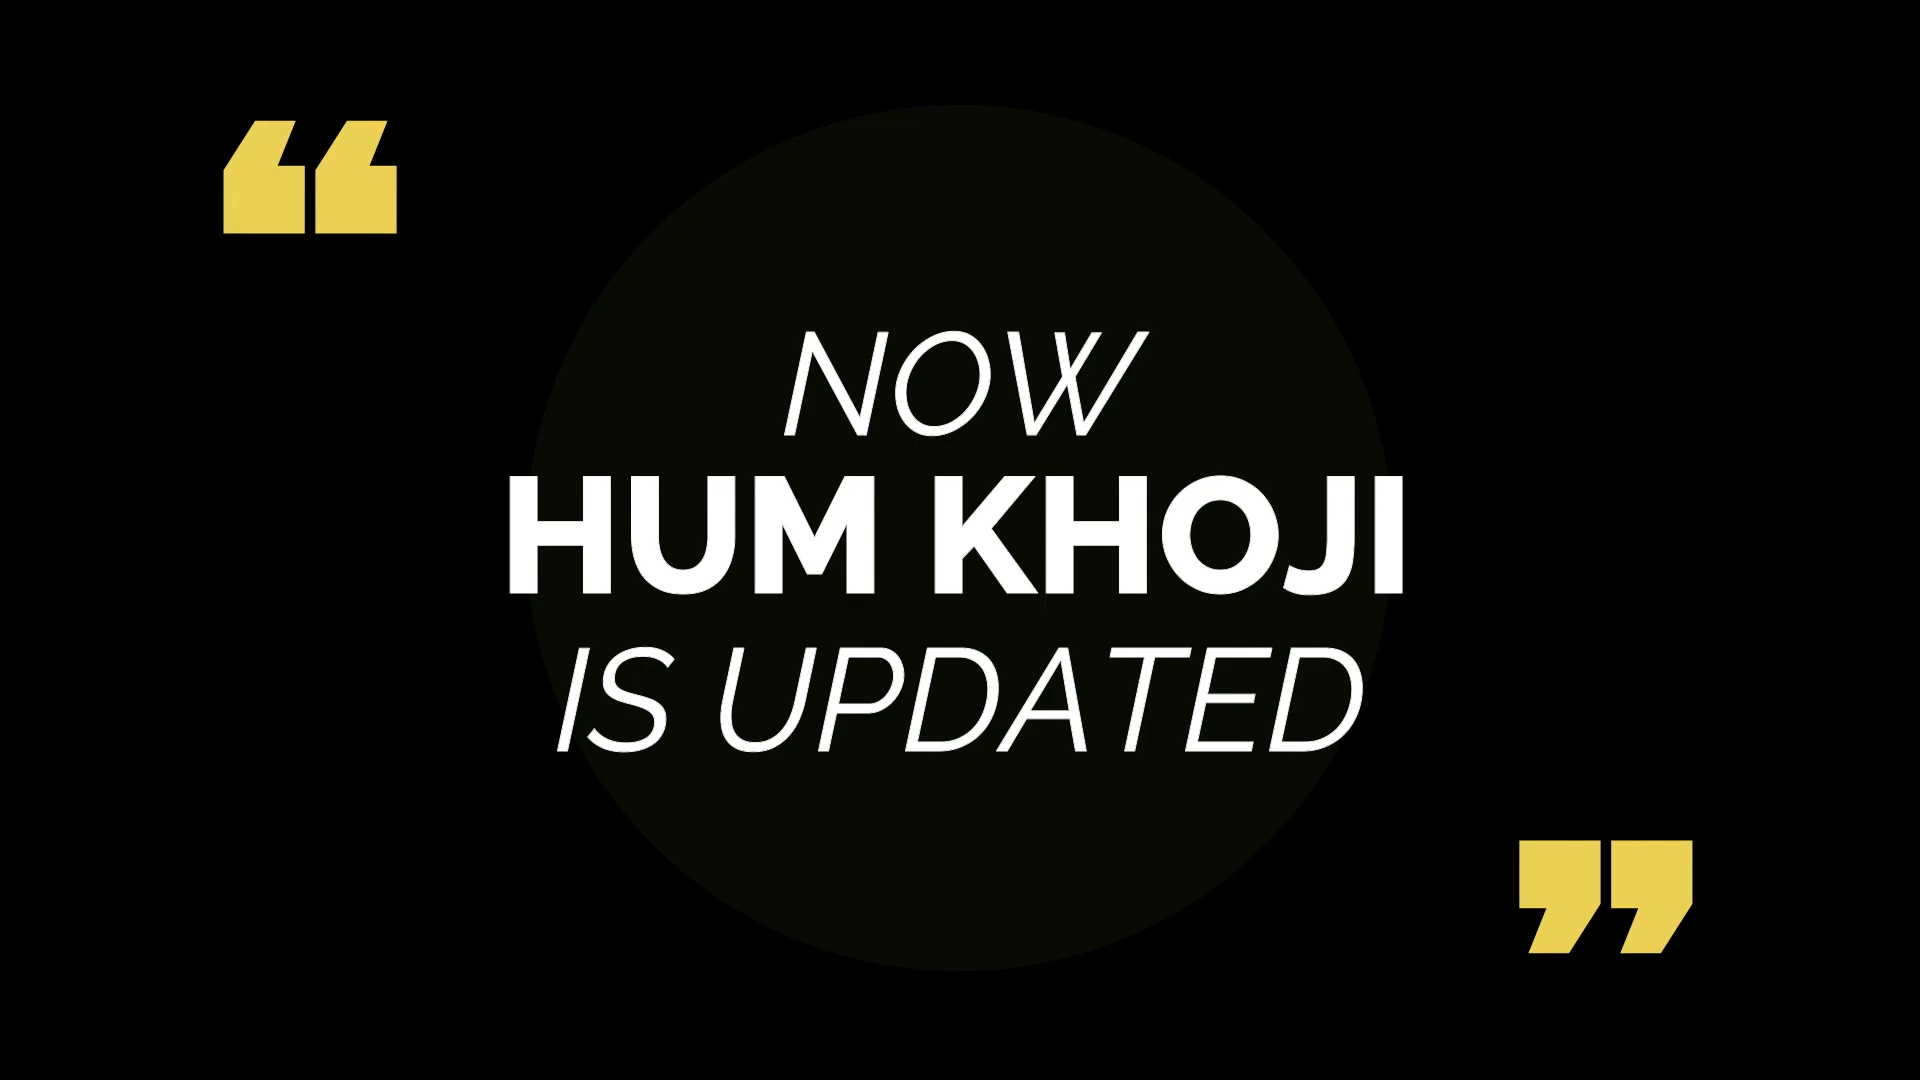 “
NOW
HUM KHOJI
IS UPDATED
”